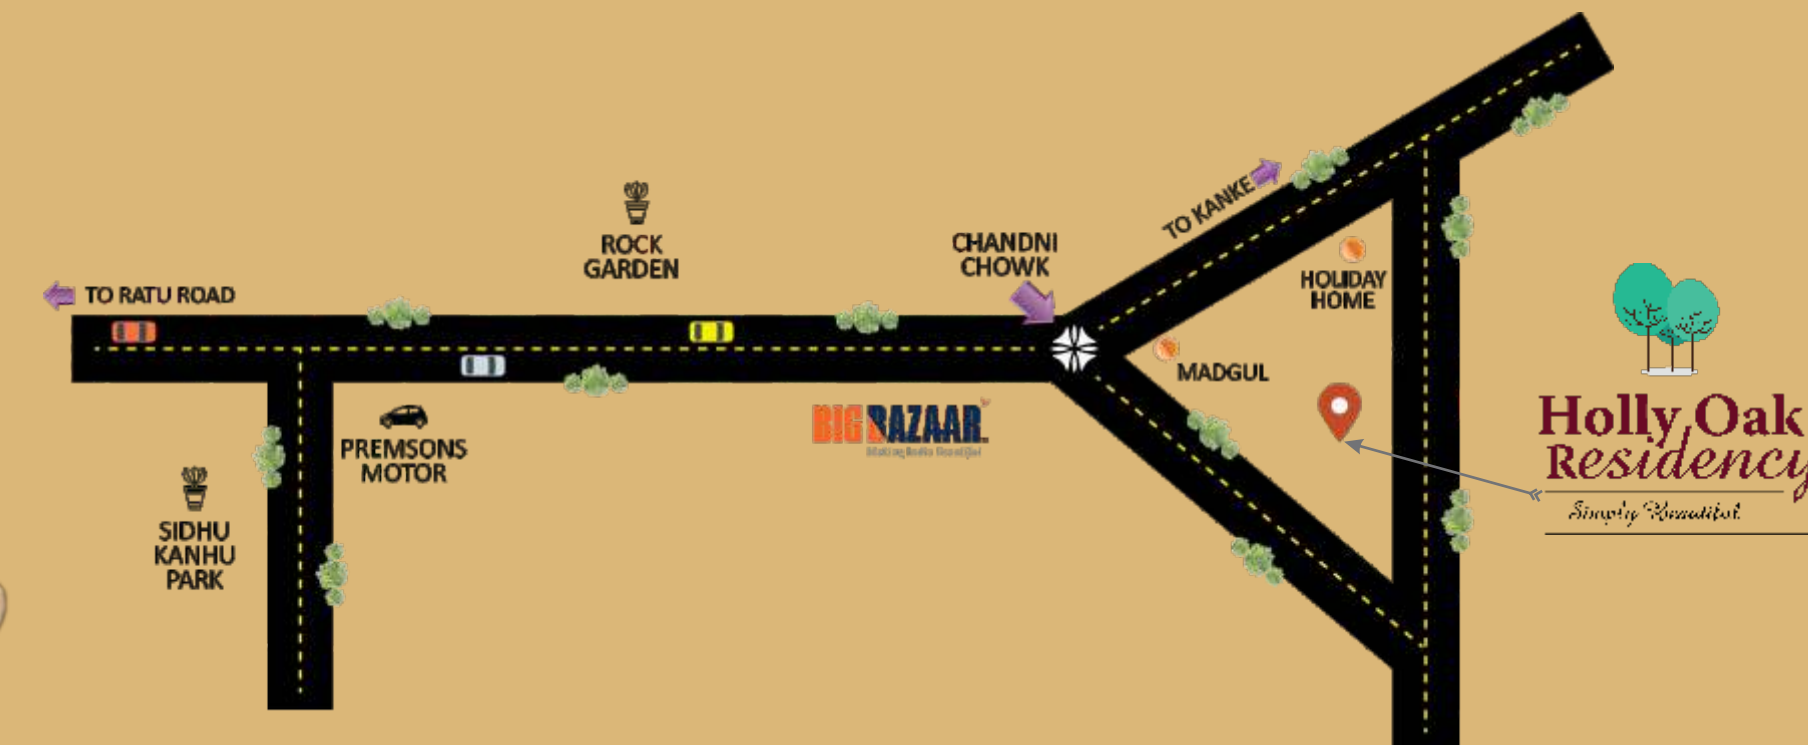 TO RATU ROAD
ROCK
GARDEN
CHANDNI
CHOWK
TO KANKE
HOLIDAY
HOME
MADGUL
BIG BAZAAR
PREMSONS
MOTOR
SIDHU
KANHU
PARK
Holly Oak
Residency
Simply Beautiful